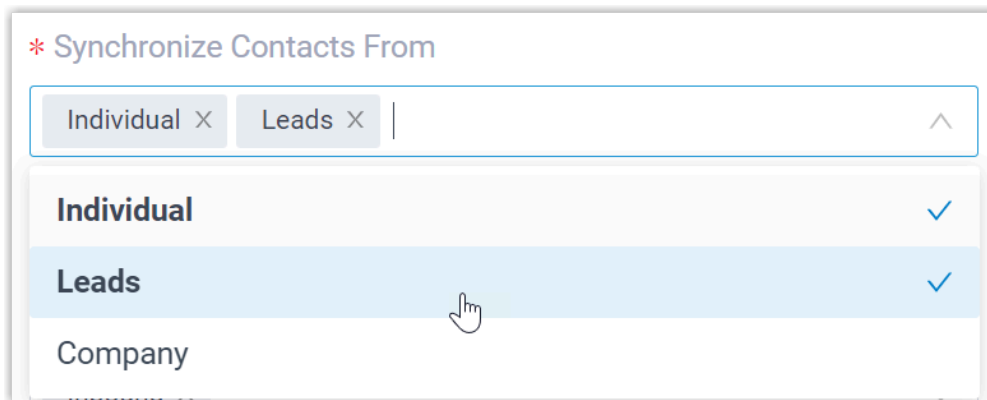 * Synchronize Contacts From
Individual X Leads X
Individual
Leads
Company